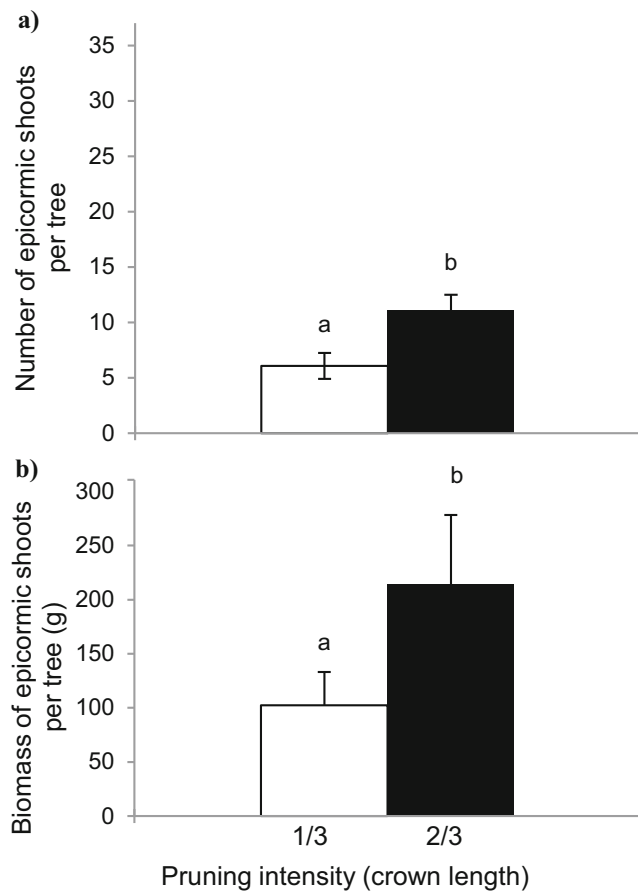 a)
Number of epicormic shoots
per tree
35
30
25
20
15
10
5
0
a
b
b)
Biomass of epicormic shoots
per tree (g)
300
250
200
150
100
50
0
a
b
1/3 2/3
Pruning intensity (crown length)